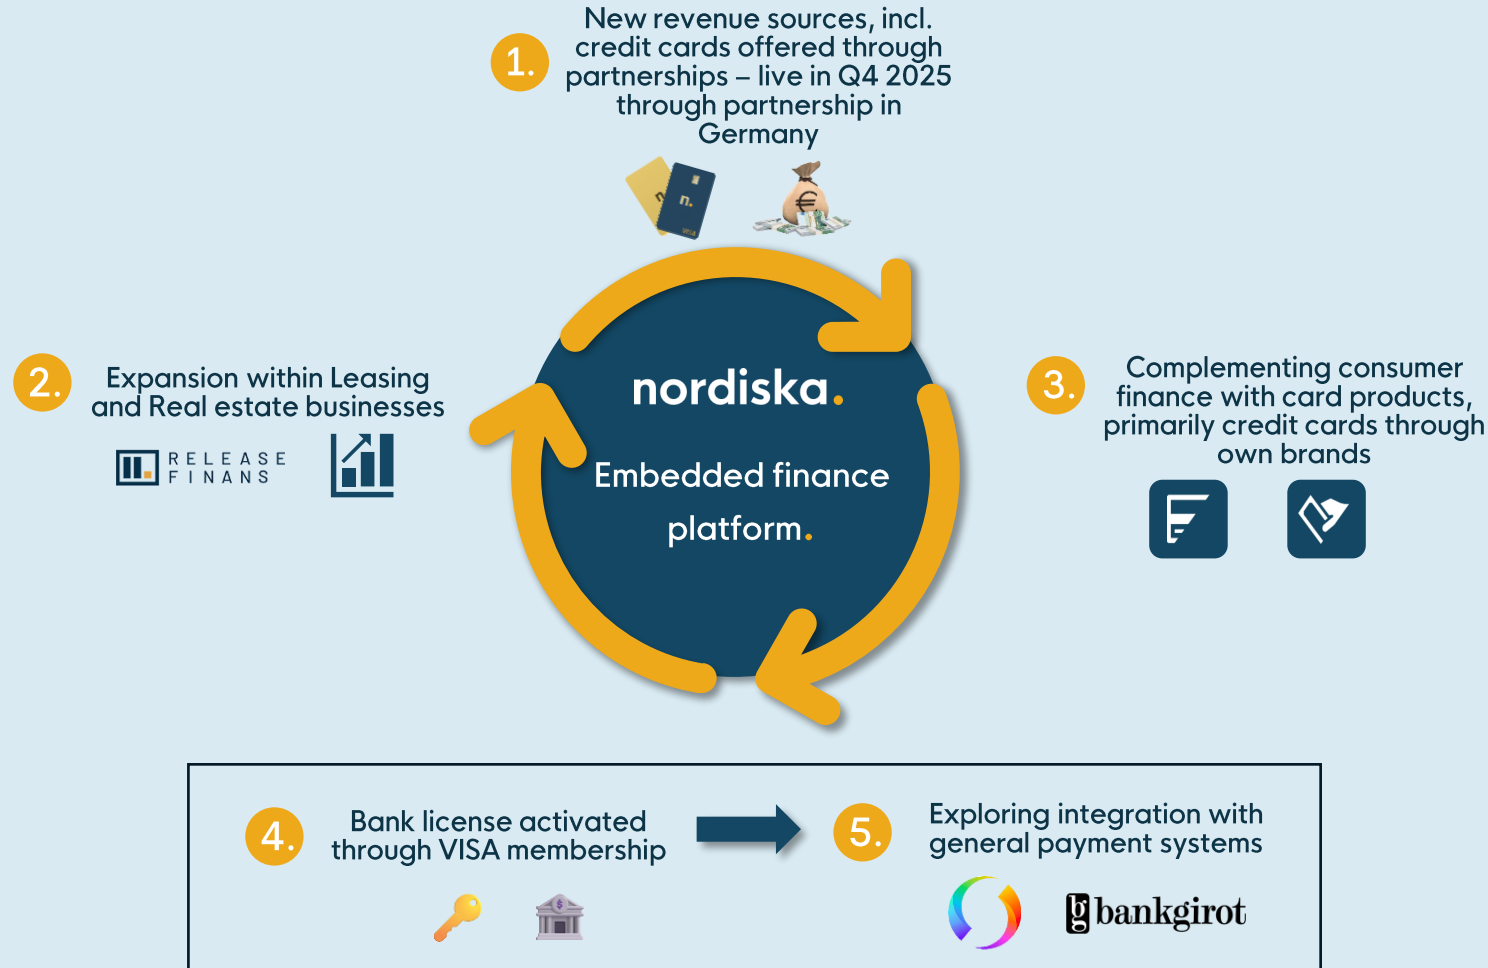 1.
New revenue sources, incl.
credit cards offered through
partnerships – live in Q4 2025
through partnership in
Germany
n.
n.
€
2.
Expansion within Leasing
and Real estate businesses
RELEASE
FINANS
nordiska.
Embedded finance
platform.
3.
Complementing consumer
finance with card products,
primarily credit cards through
own brands
4.
Bank license activated
through VISA membership
$
5.
Exploring integration with
general payment systems
bg bankgirot